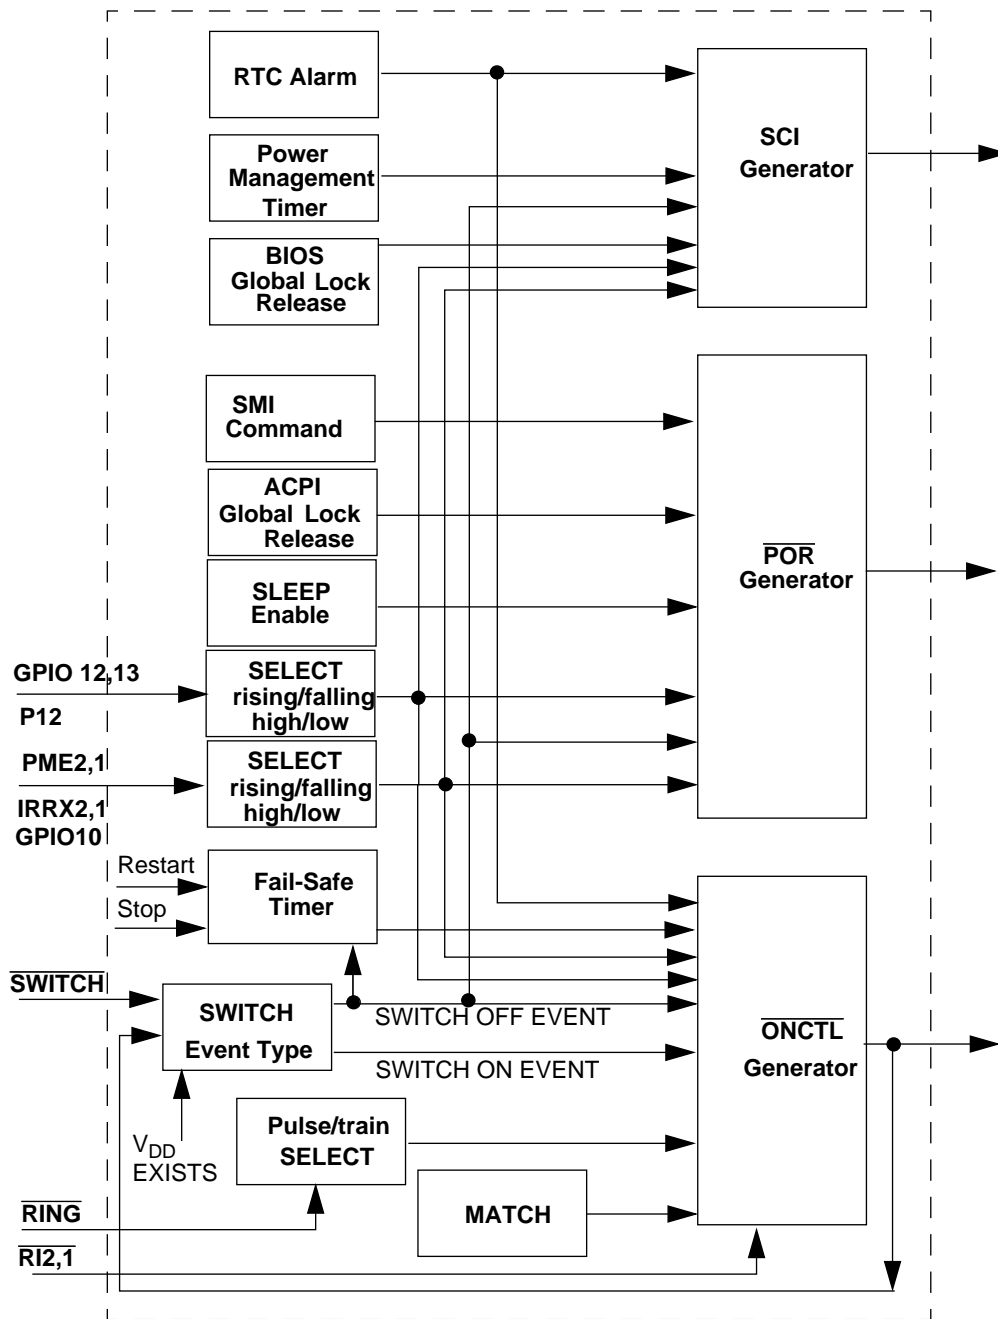 RTC Alarm
Power
Management
Timer
BIOS
Global Lock
Release
SCI
Generator
SMI
Command
ACPI
Global Lock
Release
SLEEP
Enable
POR
Generator
GPIO 12,13
P12
SELECT
rising/falling
high/low
PME2,1
IRRX2,1
GPIO10
SELECT
rising/falling
high/low
Restart
Stop
Fail-Safe
Timer
SWITCH
SWITCH
Event Type
SWITCH OFF EVENT
SWITCH ON EVENT
ONCTL
Generator
VDD
EXISTS
Pulse/train
SELECT
MATCH
RING
RI2,1